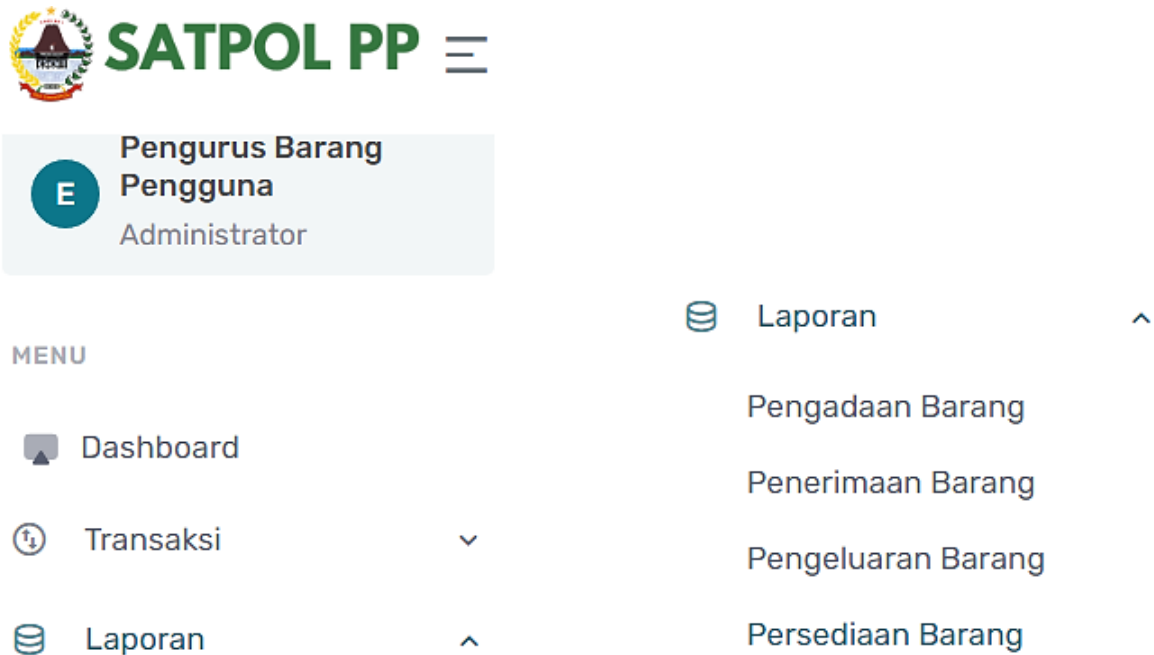 SATPOL PP
Pengurus Barang
Pengguna
E
Administrator
MENU
Dashboard
Transaksi
Laporan
Laporan
Pengadaan Barang
Penerimaan Barang
Pengeluaran Barang
Persediaan Barang